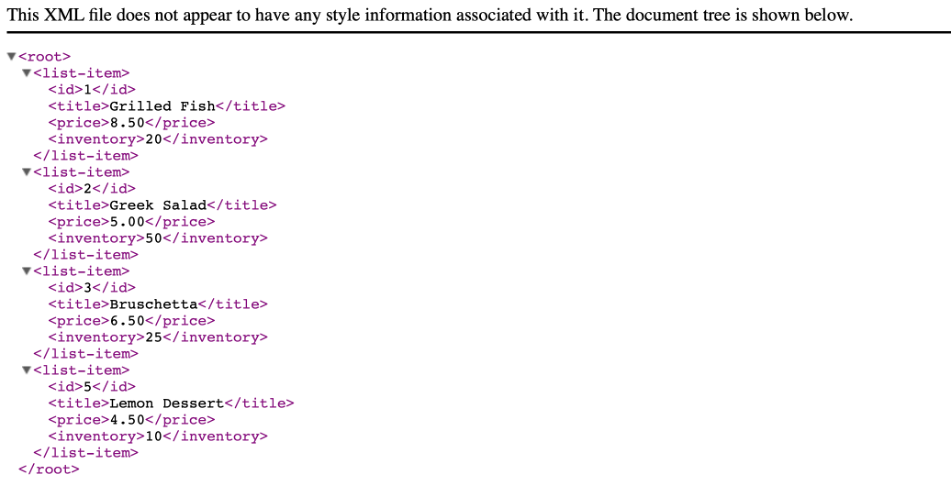 This XML file does not appear to have any style information associated with it. The document tree is shown below.
▼<root>
▼<list-item>
<id>1</id>
<title>Grilled Fish</title>
<price>8.50</price>
<inventory>20</inventory>
</list-item>
▼<list-item>
<id>2</id>
<title>Greek Salad</title>
<price>5.00</price>
<inventory>50</inventory>
</list-item>
▼<list-item>
<id>3</id>
<title>Bruschetta</title>
<price>6.50</price>
<inventory>25</inventory>
</list-item>
▼<list-item>
<id>5</id>
<title>Lemon Dessert</title>
<price>4.50</price>
<inventory>10</inventory>
</list-item>
</root>